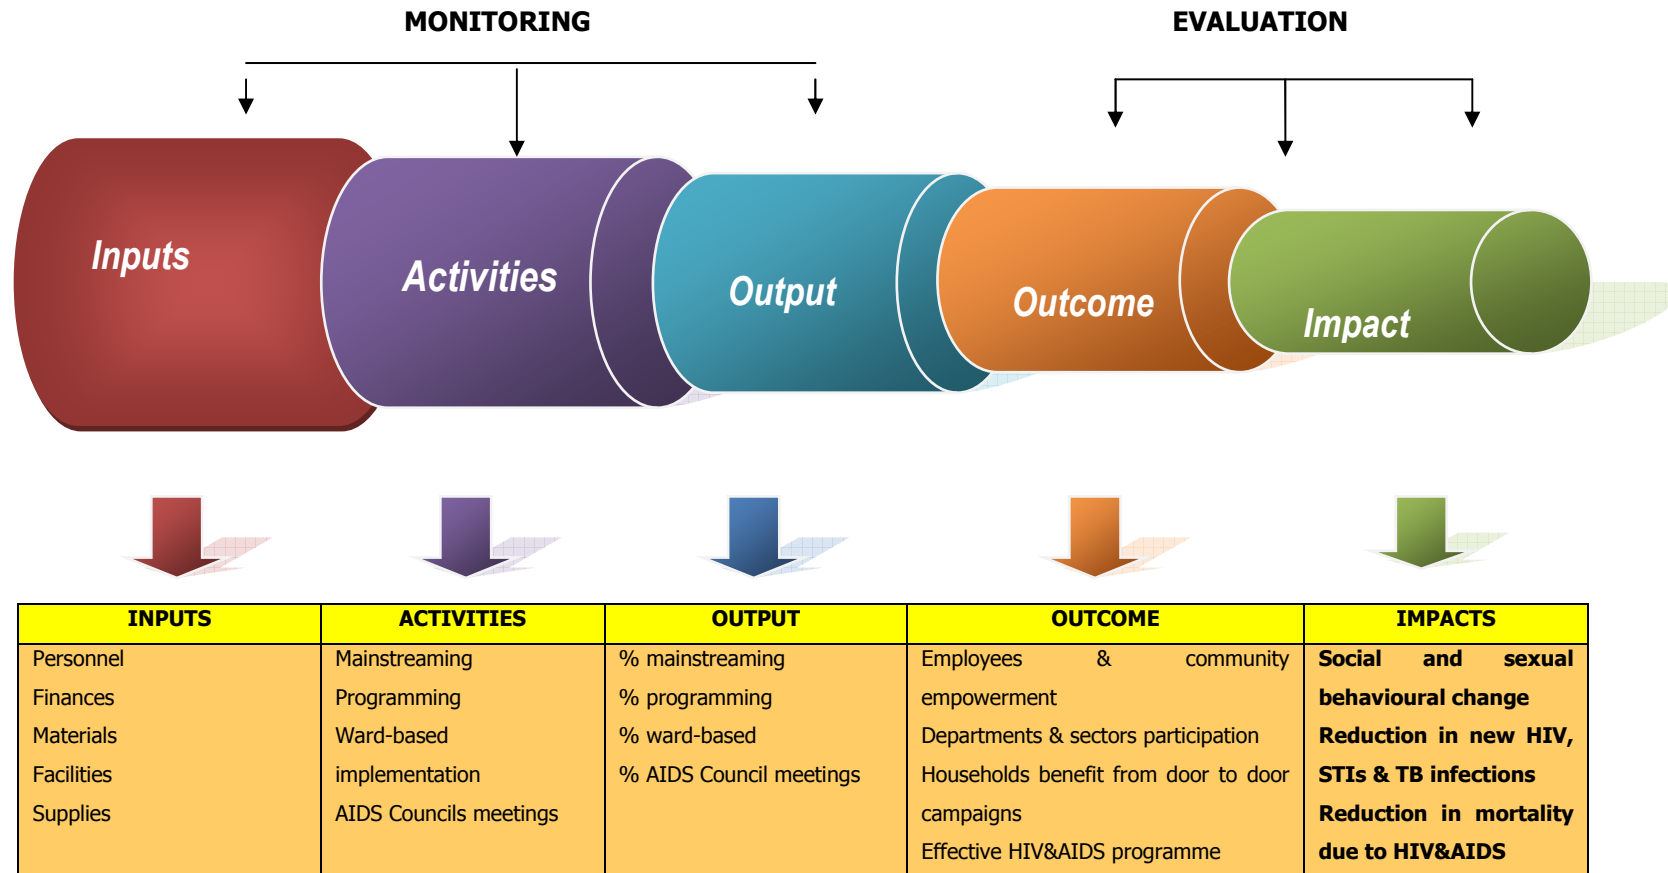 MONITORING
EVALUATION
Inputs
Activities
Output
Outcome
Impact
INPUTS
Personnel
Finances
Materials
Facilities
Supplies
ACTIVITIES
Mainstreaming
Programming
Ward-based
implementation
AIDS Councils meetings
OUTPUT
% mainstreaming
% programming
% ward-based
% AIDS Council meetings
OUTCOME
Employees & community
empowerment
Departments & sectors participation
Households benefit from door to door
campaigns
Effective HIV&AIDS programme
IMPACTS
Social and sexual
behavioural change
Reduction in new HIV,
STIs & TB infections
Reduction in mortality
due to HIV&AIDS